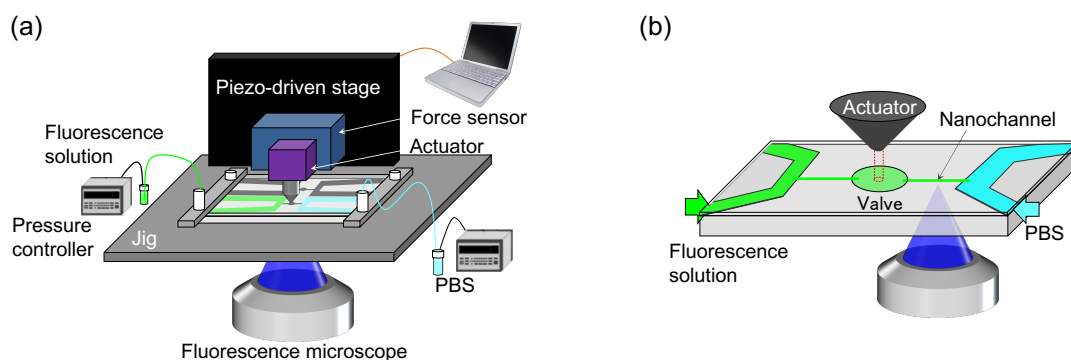 (a)
Piezo-driven stage
Force sensor
Actuator
Fluorescence
solution
Pressure
controller
Jig
PBS
Fluorescence microscope
(b)
Actuator
Nanochannel
Valve
PBS
Fluorescence
solution